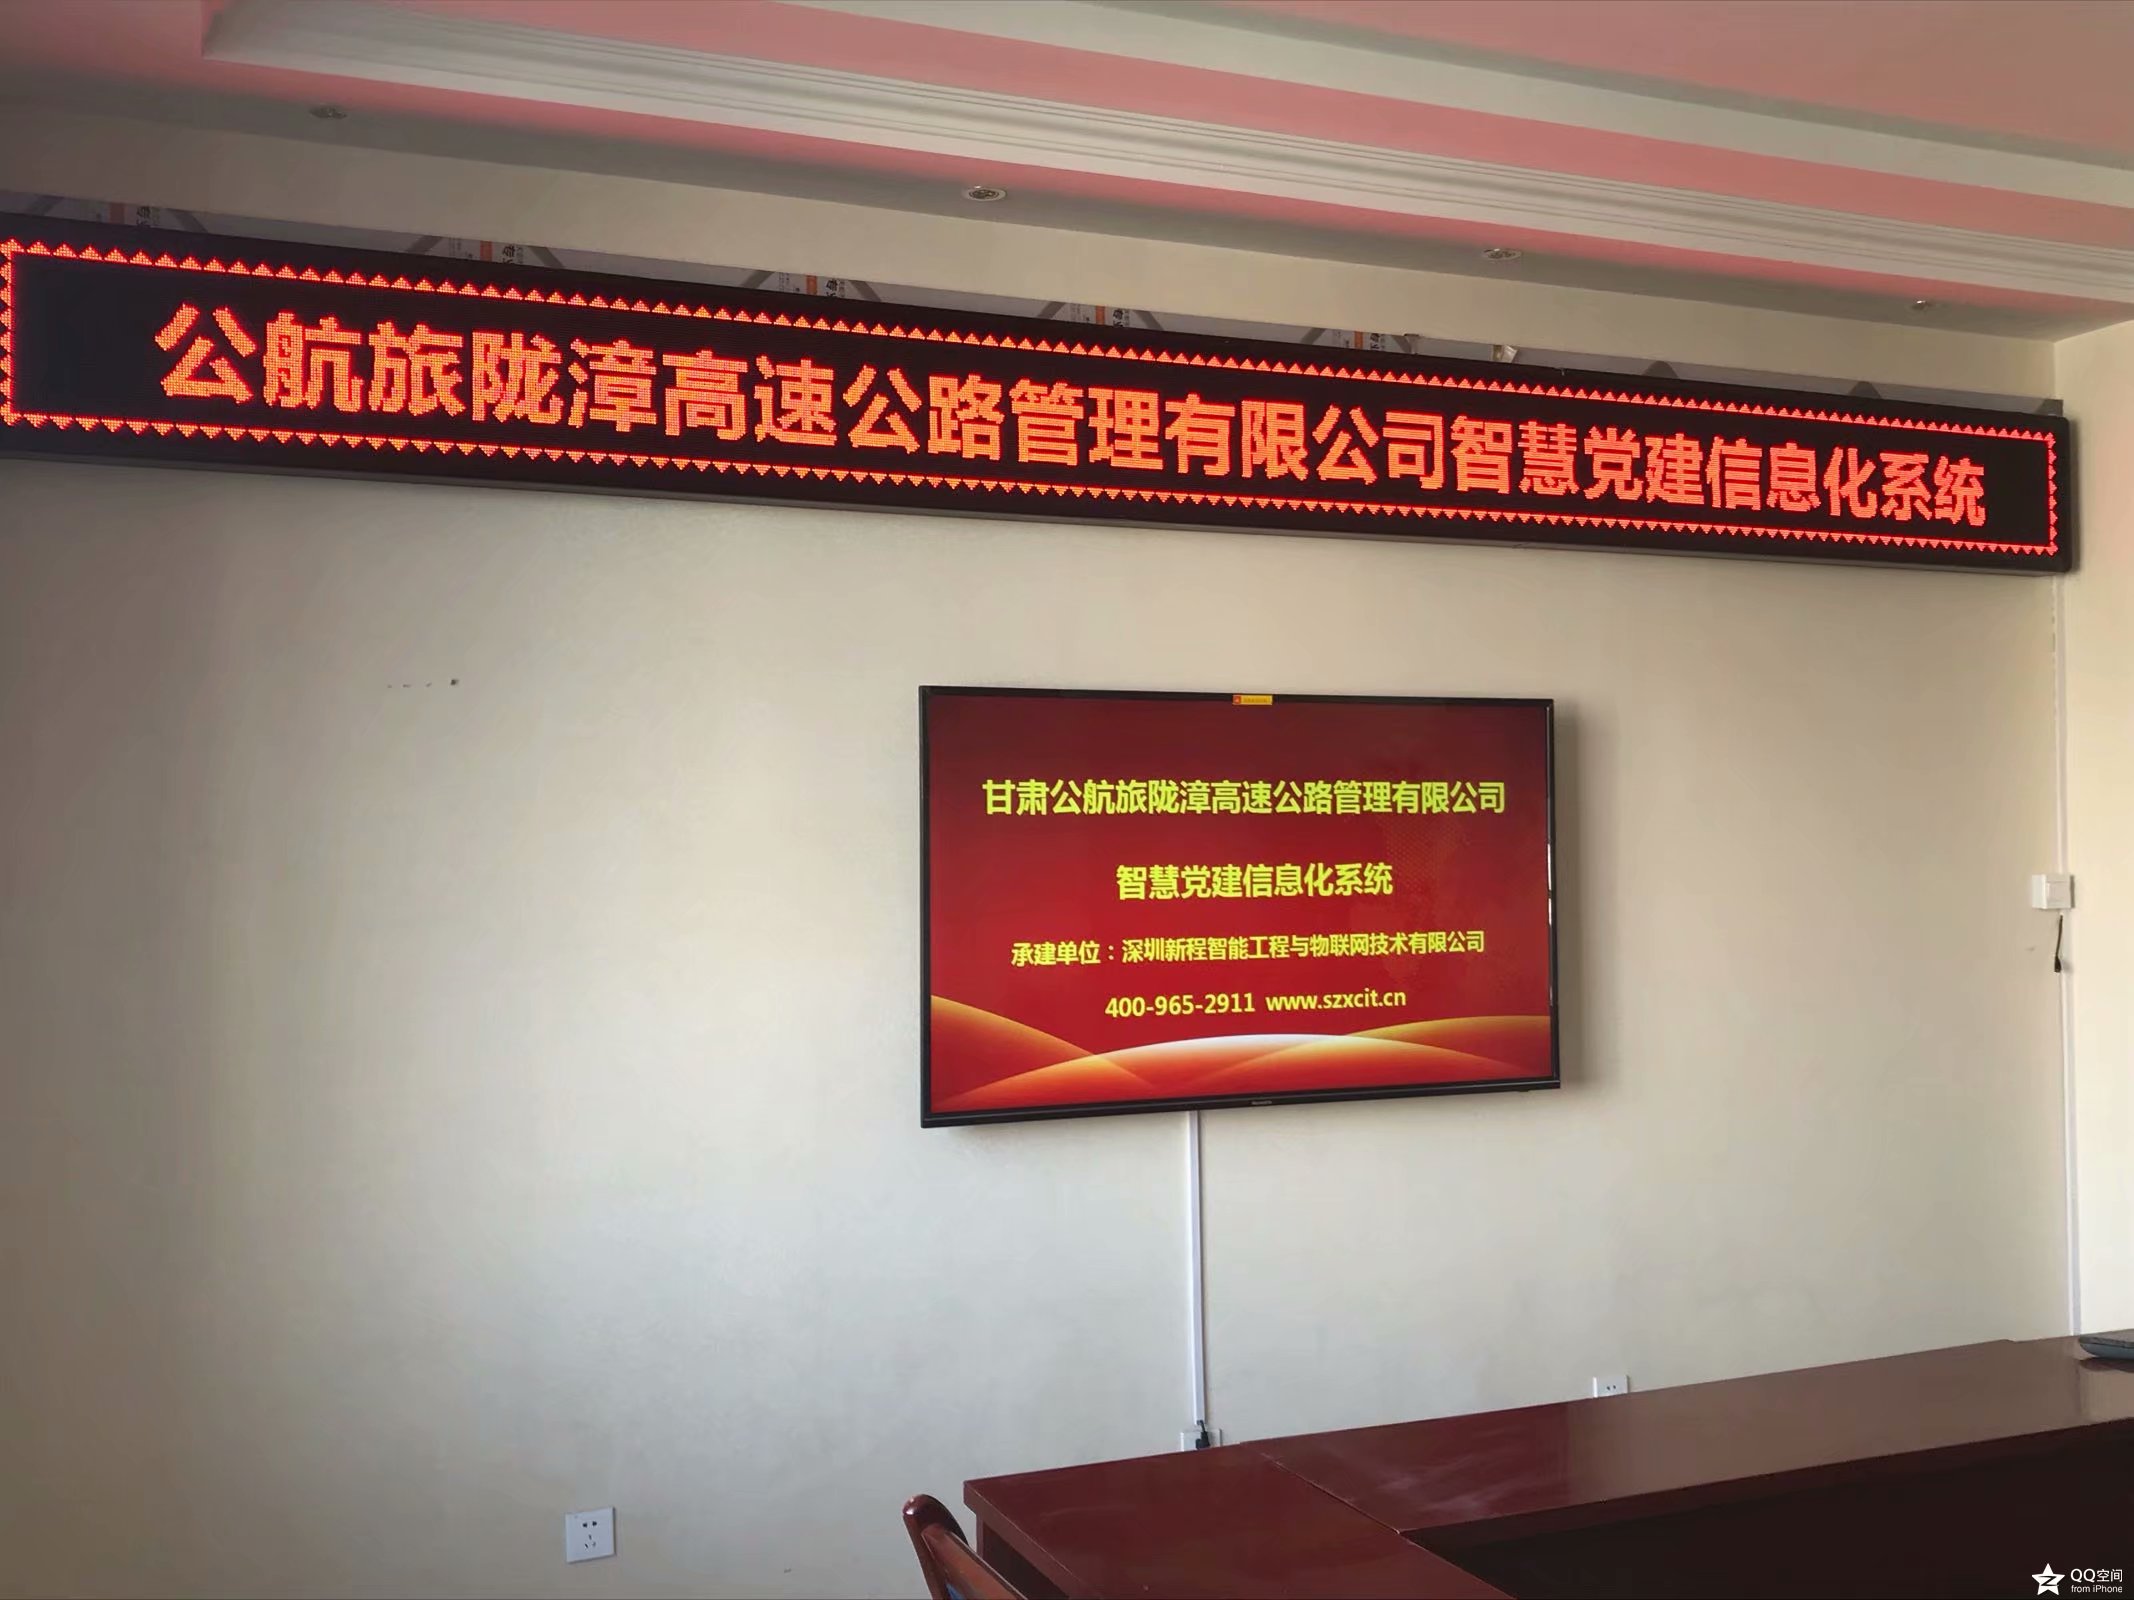 公航旅陇漳高速公路管理有限公司智慧党建信息化系统
甘肃公航旅陇漳高速公路管理有限公司
智慧党建信息化系统
承建单位：深圳新程智能工程与物联网技术有限公司
400-965-2911 www.szxcit.cn
QQ空间
from iPhone